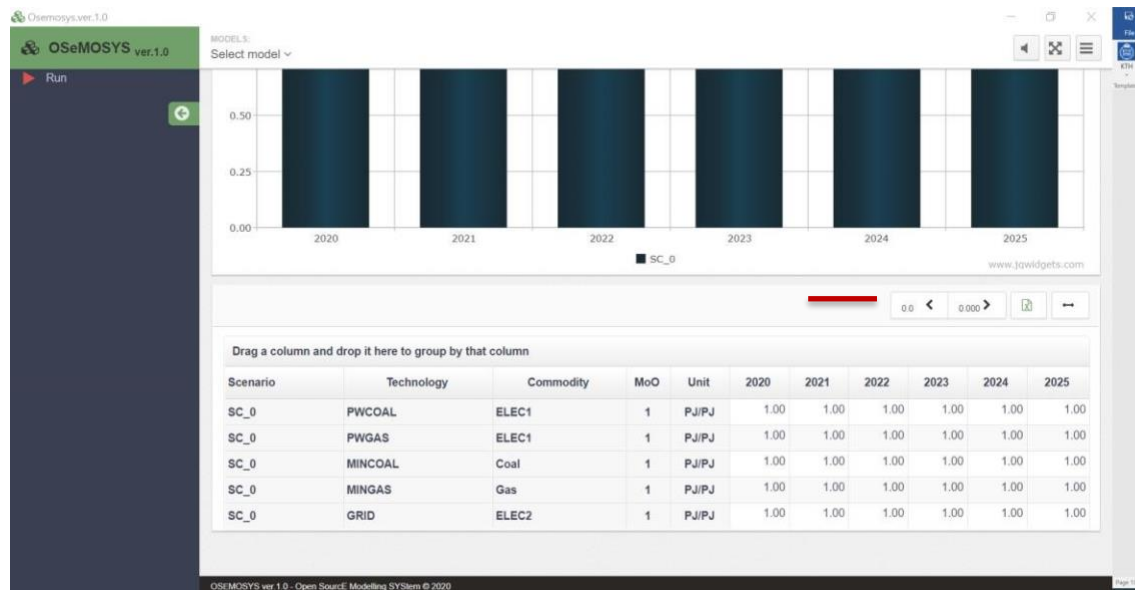 Osemosys.ver.1.0
OSeMOSYS ver.1.0
MODELS:
Select model
File
Run
KTH
0.50
0.25
0.00
2020 2021 2022 2023 2024 2025
SC_0
www.jqwidgets.com
0.0 0.000
Drag a column and drop it here to group by that column
Scenario Technology Commodity MoO Unit 2020 2021 2022 2023 2024 2025
SC_0 PWCOAL ELEC1 1 PJ/PJ 1.00 1.00 1.00 1.00 1.00 1.00
SC_0 PWGAS ELEC1 1 PJ/PJ 1.00 1.00 1.00 1.00 1.00 1.00
SC_0 MINCOAL Coal 1 PJ/PJ 1.00 1.00 1.00 1.00 1.00 1.00
SC_0 MINGAS Gas 1 PJ/PJ 1.00 1.00 1.00 1.00 1.00 1.00
SC_0 GRID ELEC2 1 PJ/PJ 1.00 1.00 1.00 1.00 1.00 1.00
OSEMOSYS ver.1.0 - Open SourcE Modelling SYStem © 2020